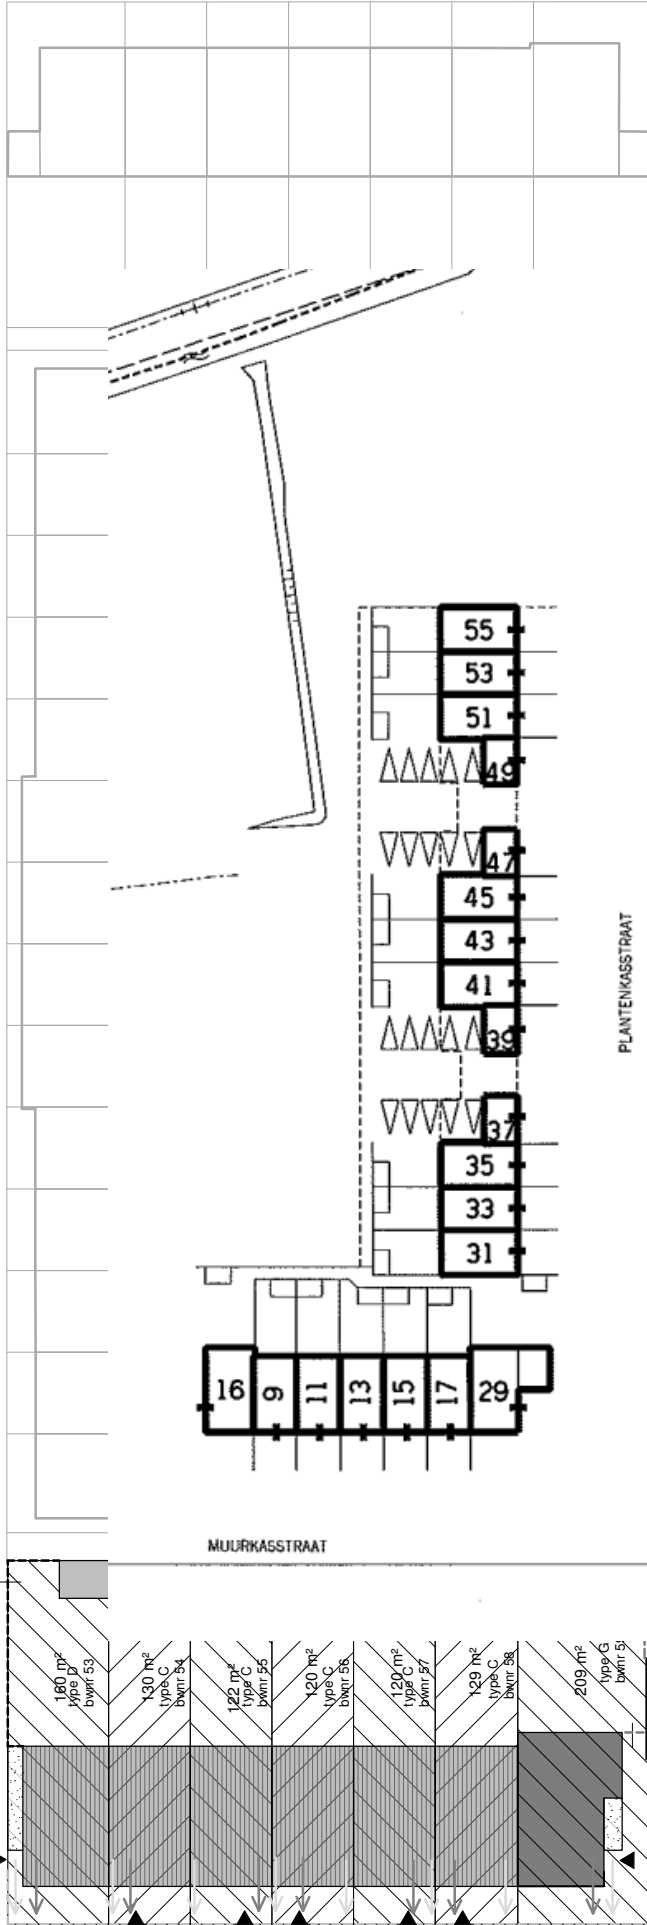 55
53
51
49
47
45
43
41
39
37
35
33
31
PLANTENKASSTRAAT
16
9
11
13
15
17
29
MUURKASSTRAAT
160 m²
type D
bwnr 53
130 m²
type C
bwnr 54
122 m²
type C
bwnr 55
120 m²
type C
bwnr 56
120 m²
type C
bwnr 57
129 m²
type C
bwnr 58
209 m²
type G
bwnr